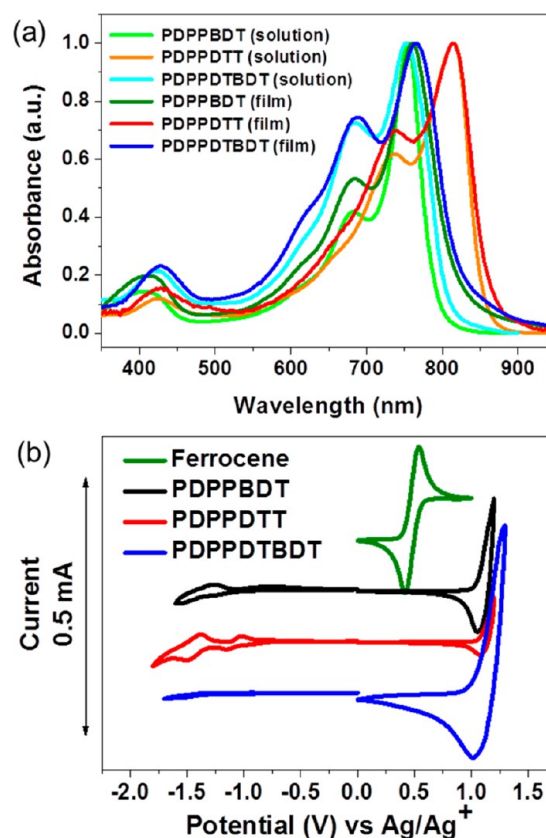 (a)
PDPPBDT (solution)
PDPPDTT (solution)
PDPPDTBDT (solution)
PDPPBDT (film)
PDPPDTT (film)
PDPPDTBDT (film)
Absorbance (a.u.)
1.0
0.8
0.6
0.4
0.2
0.0
400 500 600 700 800 900
Wavelength (nm)
(b)
Ferrocene
PDPPBDT
PDPPDTT
PDPPDTBDT
Current
0.5 mA
-2.0 -1.5 -1.0 -0.5 0.0 0.5 1.0 1.5
Potential (V) vs Ag/Ag+